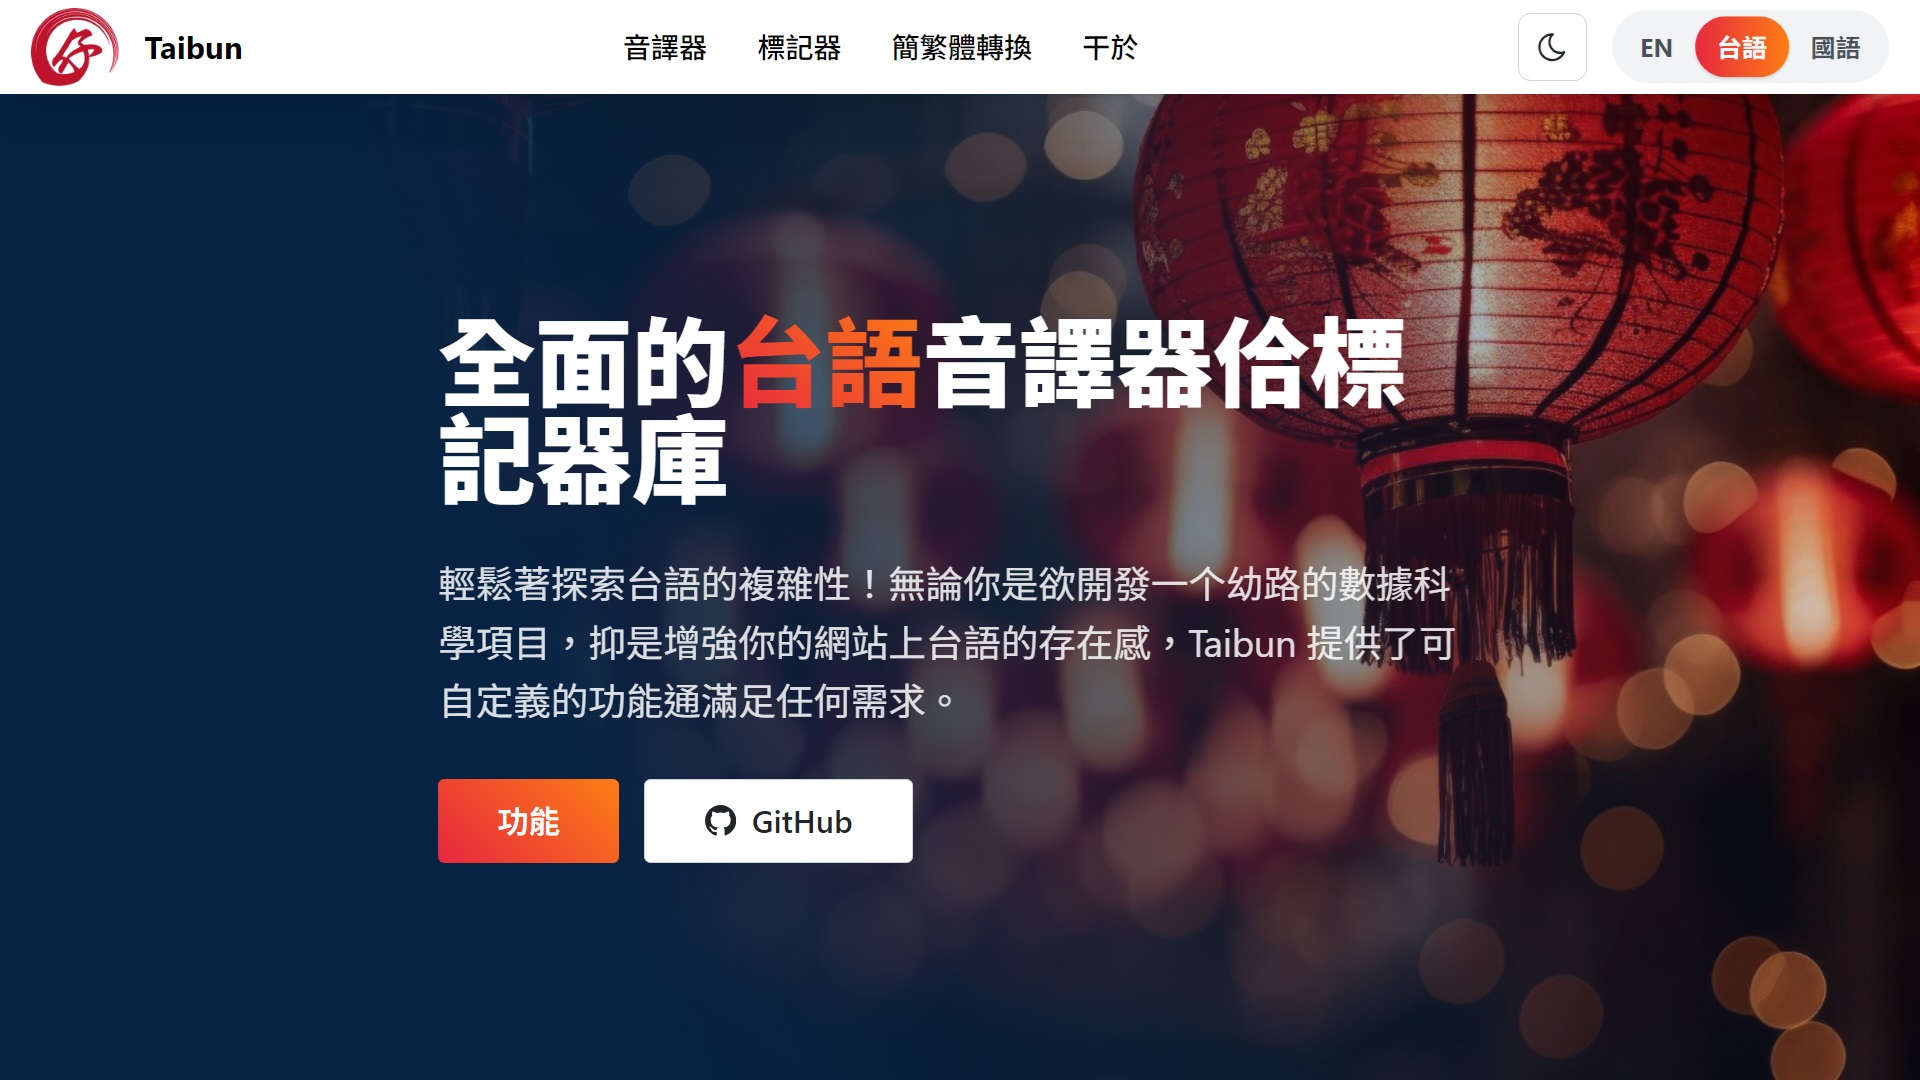 Taibun
音譯器
標記器
簡繁體轉換
干於
EN
台語
國語
全面的台語音譯器佮標
記器庫
輕鬆著探索台語的複雜性！無論你是欲開發一个幼路的數據科
學項目，抑是增強你的網站上台語的存在感，Taibun 提供了可
自定義的功能通滿足任何需求。
功能
GitHub